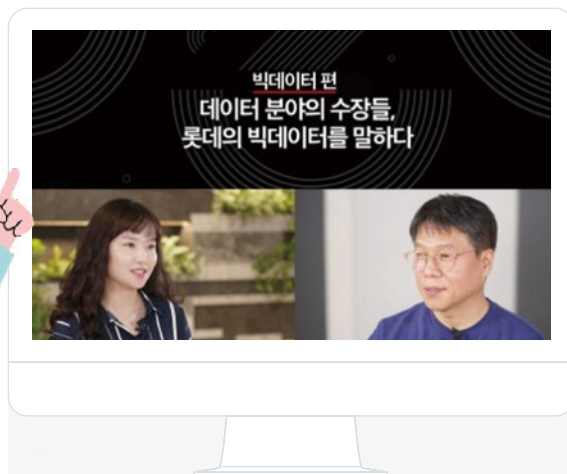 빅데이터 편
데이터 분야의 수장들,
롯데의 빅데이터를 말하다